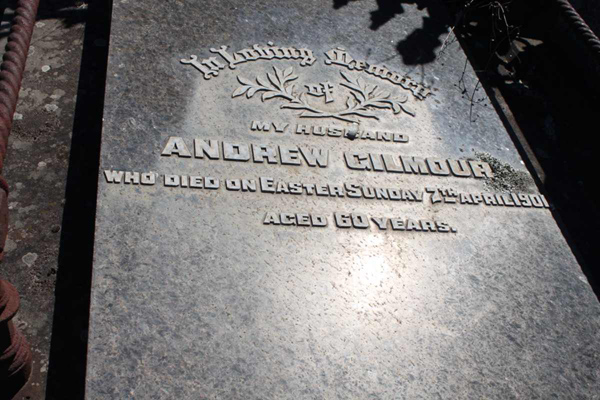 In Loving Memory
of
MY HUSBAND
ANDREW GILMOUR
WHO DIED ON EASTER SUNDAY 7TH APRIL 1901
AGED 60 YEARS.